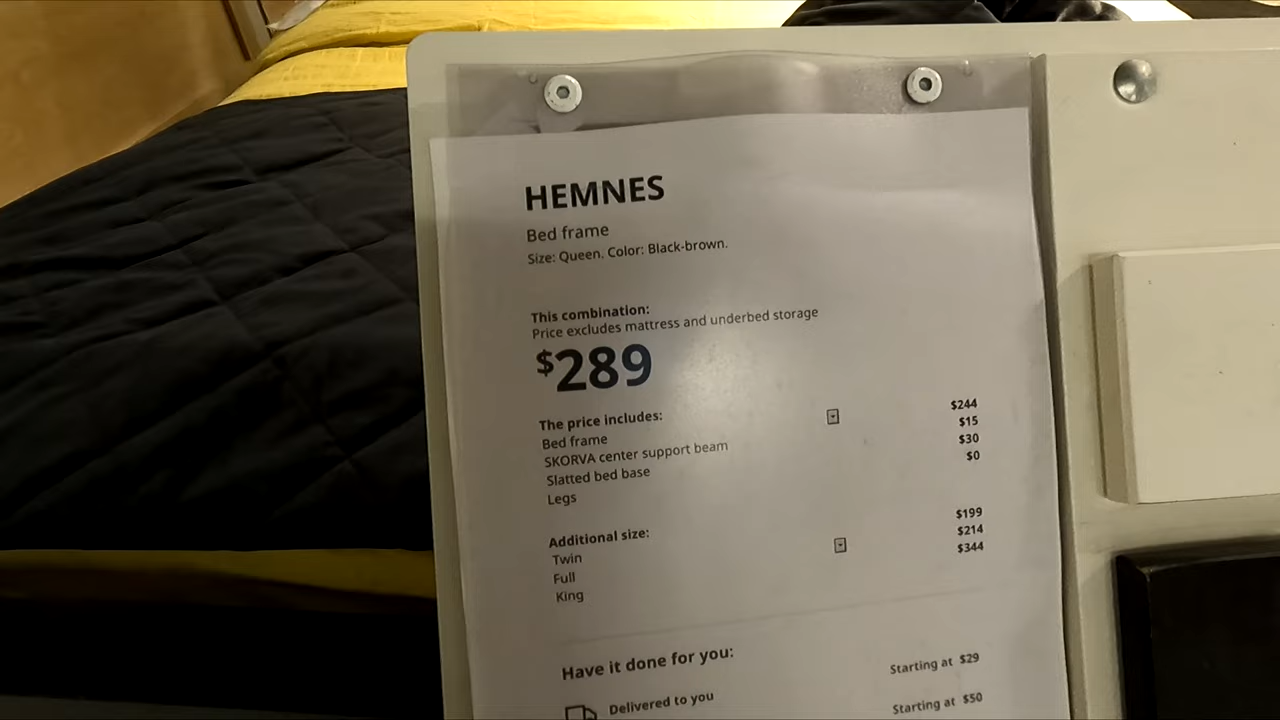 HEMNES
Bed frame
Size: Queen. Color: Black-brown.
This combination:
Price excludes mattress and underbed storage
$289
The price includes:
Bed frame $244
SKORVA center support beam $15
Slatted bed base $30
Legs $0
Additional size:
Twin $199
Full $214
King $344
Have it done for you:
Delivered to you Starting at $29
Starting at $50